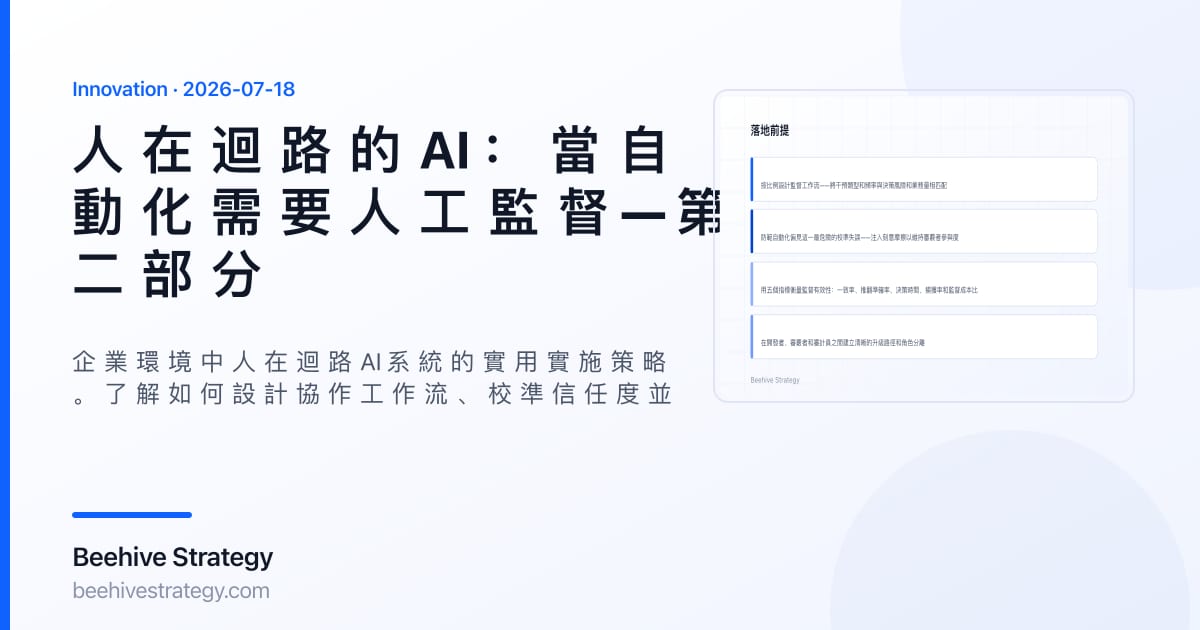 Innovation · 2026-07-18
人在迴路的AI：當自
動化需要人工監督—第
二部分
企業環境中人在迴路AI系統的實用實施策略
。了解如何設計協作工作流、校準信任度並
Beehive Strategy
beehivestrategy.com
落地前提
按比例設計監督工作流——將干預類型和頻率與決策風險和業務量相匹配
防範自動化偏見這一最危險的校準失誤——注入刻意摩擦以維持審覈者參與度
用五個指標衡量監督有效性：一致率、推翻準確率、決策時間、捕獲率和監督成本比
在開發者、審覈者和審計員之間建立清晰的升級路徑和角色分離
Beehive Strategy